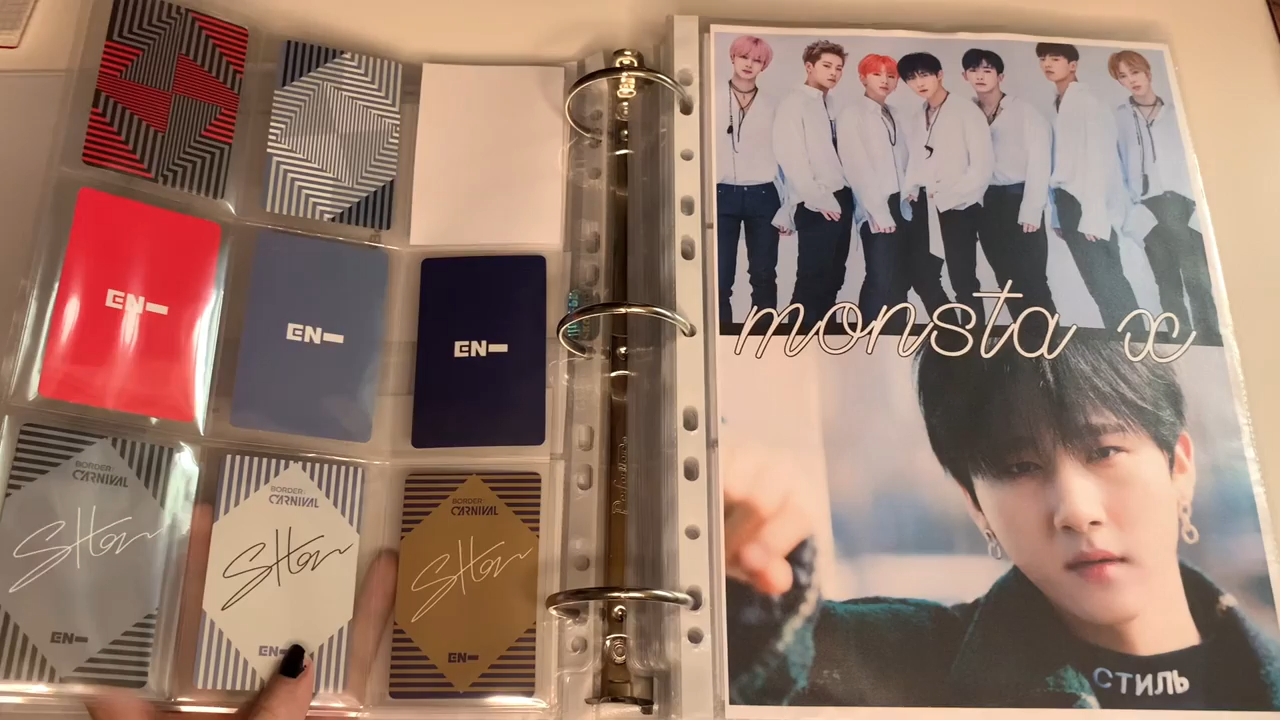 EN-
EN-
EN-
BORDER:
CARNIVAL
EN-
BORDER:
CARNIVAL
EN-
BORDER:
CARNIVAL
EN-
monsta x
СТИЛЬ